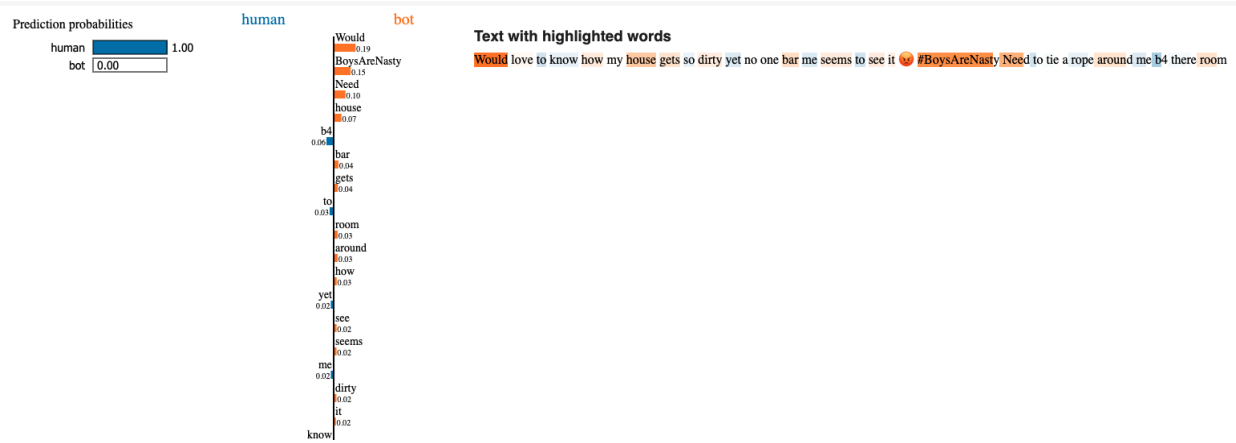 Prediction probabilities
human 1.00
bot 0.00
human bot
Would
0.19
BoysAreNasty
0.15
Need
0.10
house
0.07
b4
0.06
bar
0.04
gets
0.04
to
0.03
room
0.03
around
0.03
how
0.03
yet
0.02
see
0.02
seems
0.02
me
0.02
dirty
0.02
it
0.02
know
Text with highlighted words
Would love to know how my house gets so dirty yet no one bar me seems to see it 😡 #BoysAreNasty Need to tie a rope around me b4 there room